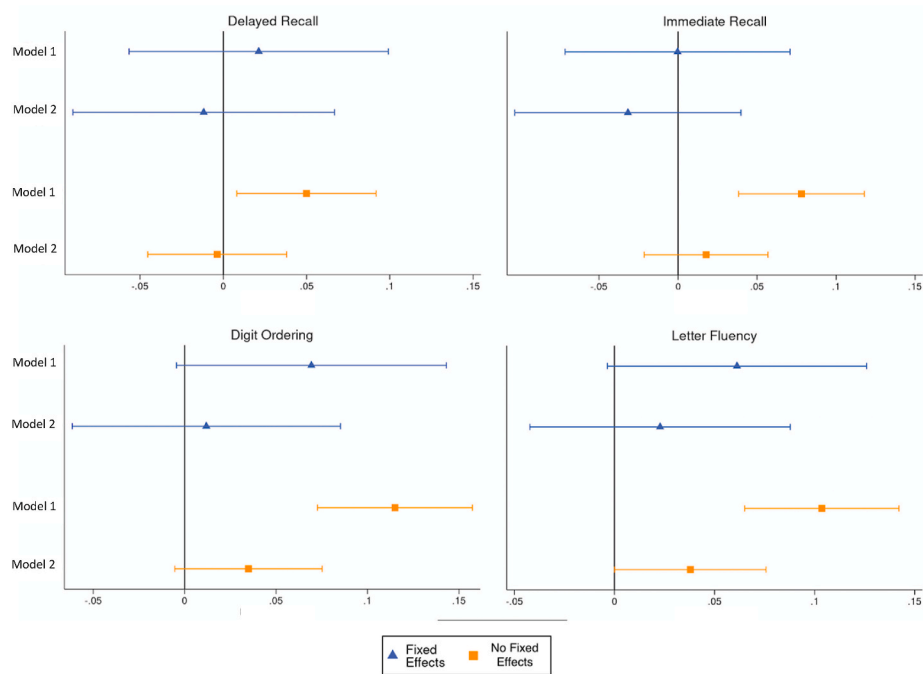 Delayed Recall
Immediate Recall
Model 1
Model 2
Model 1
Model 2
-.05 0 .05 .1 .15
-.05 0 .05 .1 .15
Digit Ordering
Letter Fluency
Model 1
Model 2
Model 1
Model 2
-.05 0 .05 .1 .15
-.05 0 .05 .1 .15
Fixed
Effects
No Fixed
Effects